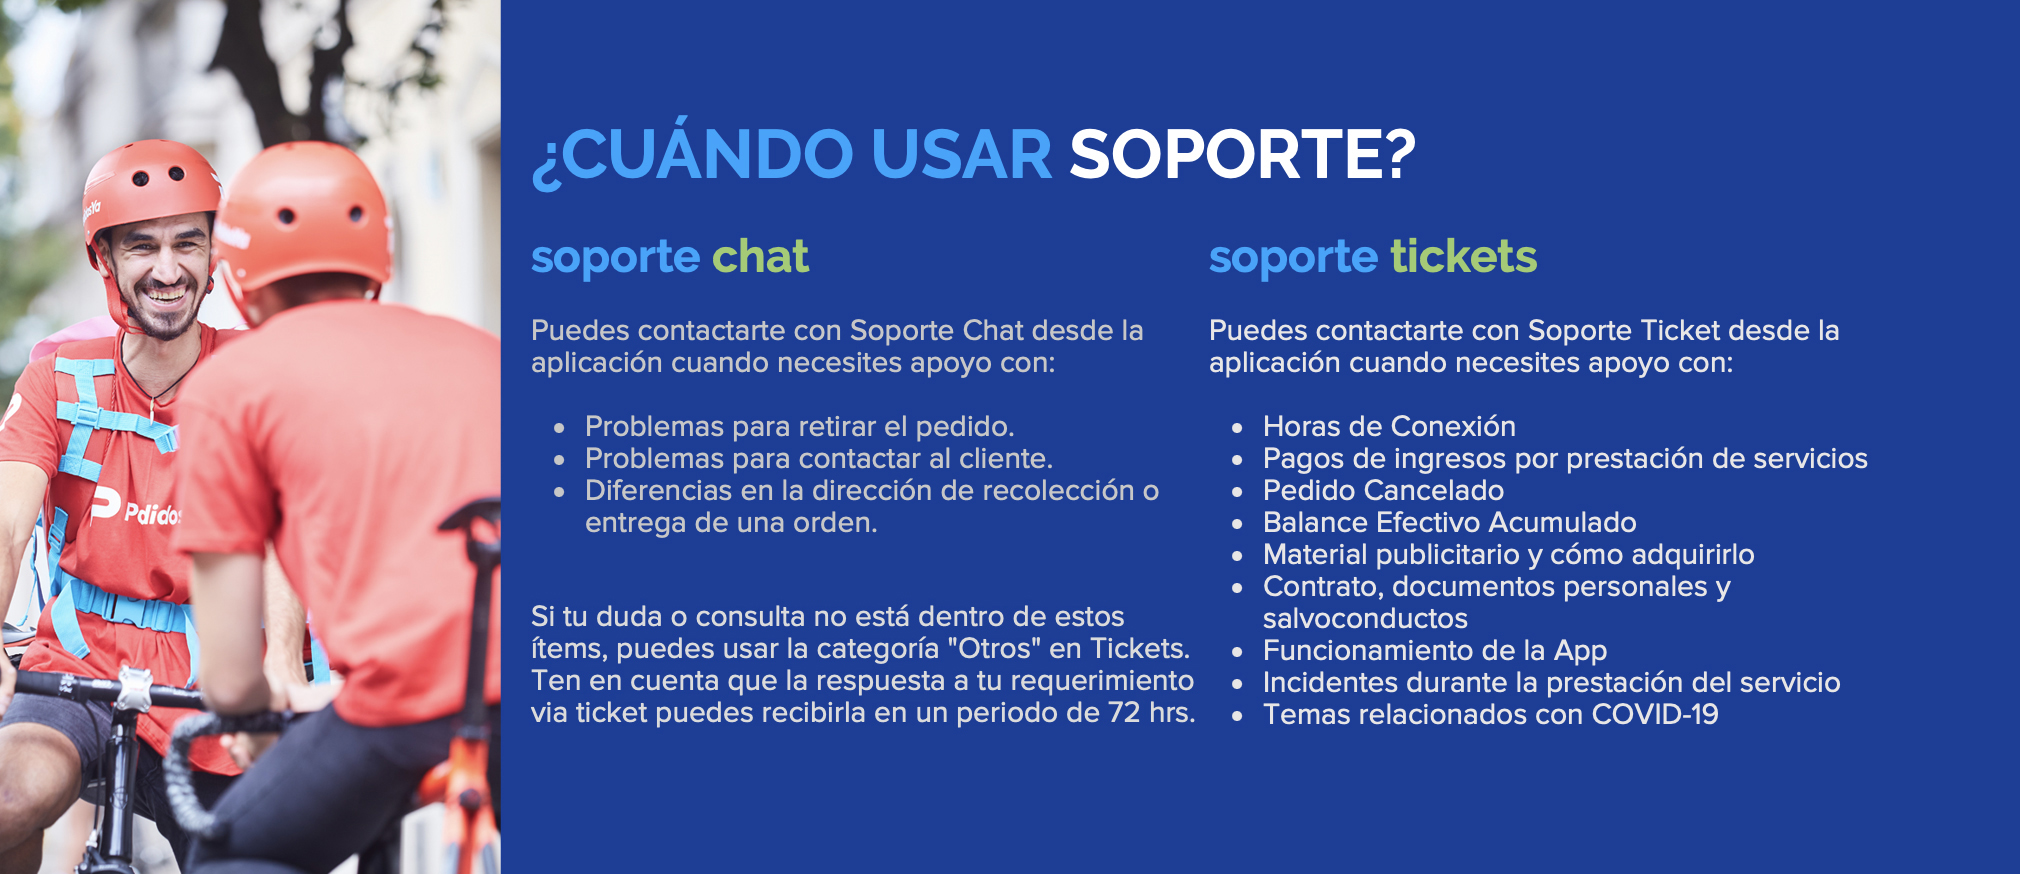 ¿CUÁNDO USAR SOPORTE?
soporte chat
Puedes contactarte con Soporte Chat desde la
aplicación cuando necesites apoyo con:
• Problemas para retirar el pedido.
• Problemas para contactar al cliente.
• Diferencias en la dirección de recolección o
entrega de una orden.
Si tu duda o consulta no está dentro de estos
ítems, puedes usar la categoría "Otros" en Tickets.
Ten en cuenta que la respuesta a tu requerimiento
via ticket puedes recibirla en un periodo de 72 hrs.
soporte tickets
Puedes contactarte con Soporte Ticket desde la
aplicación cuando necesites apoyo con:
• Horas de Conexión
• Pagos de ingresos por prestación de servicios
• Pedido Cancelado
• Balance Efectivo Acumulado
• Material publicitario y cómo adquirirlo
• Contrato, documentos personales y
salvoconductos
• Funcionamiento de la App
• Incidentes durante la prestación del servicio
• Temas relacionados con COVID-19